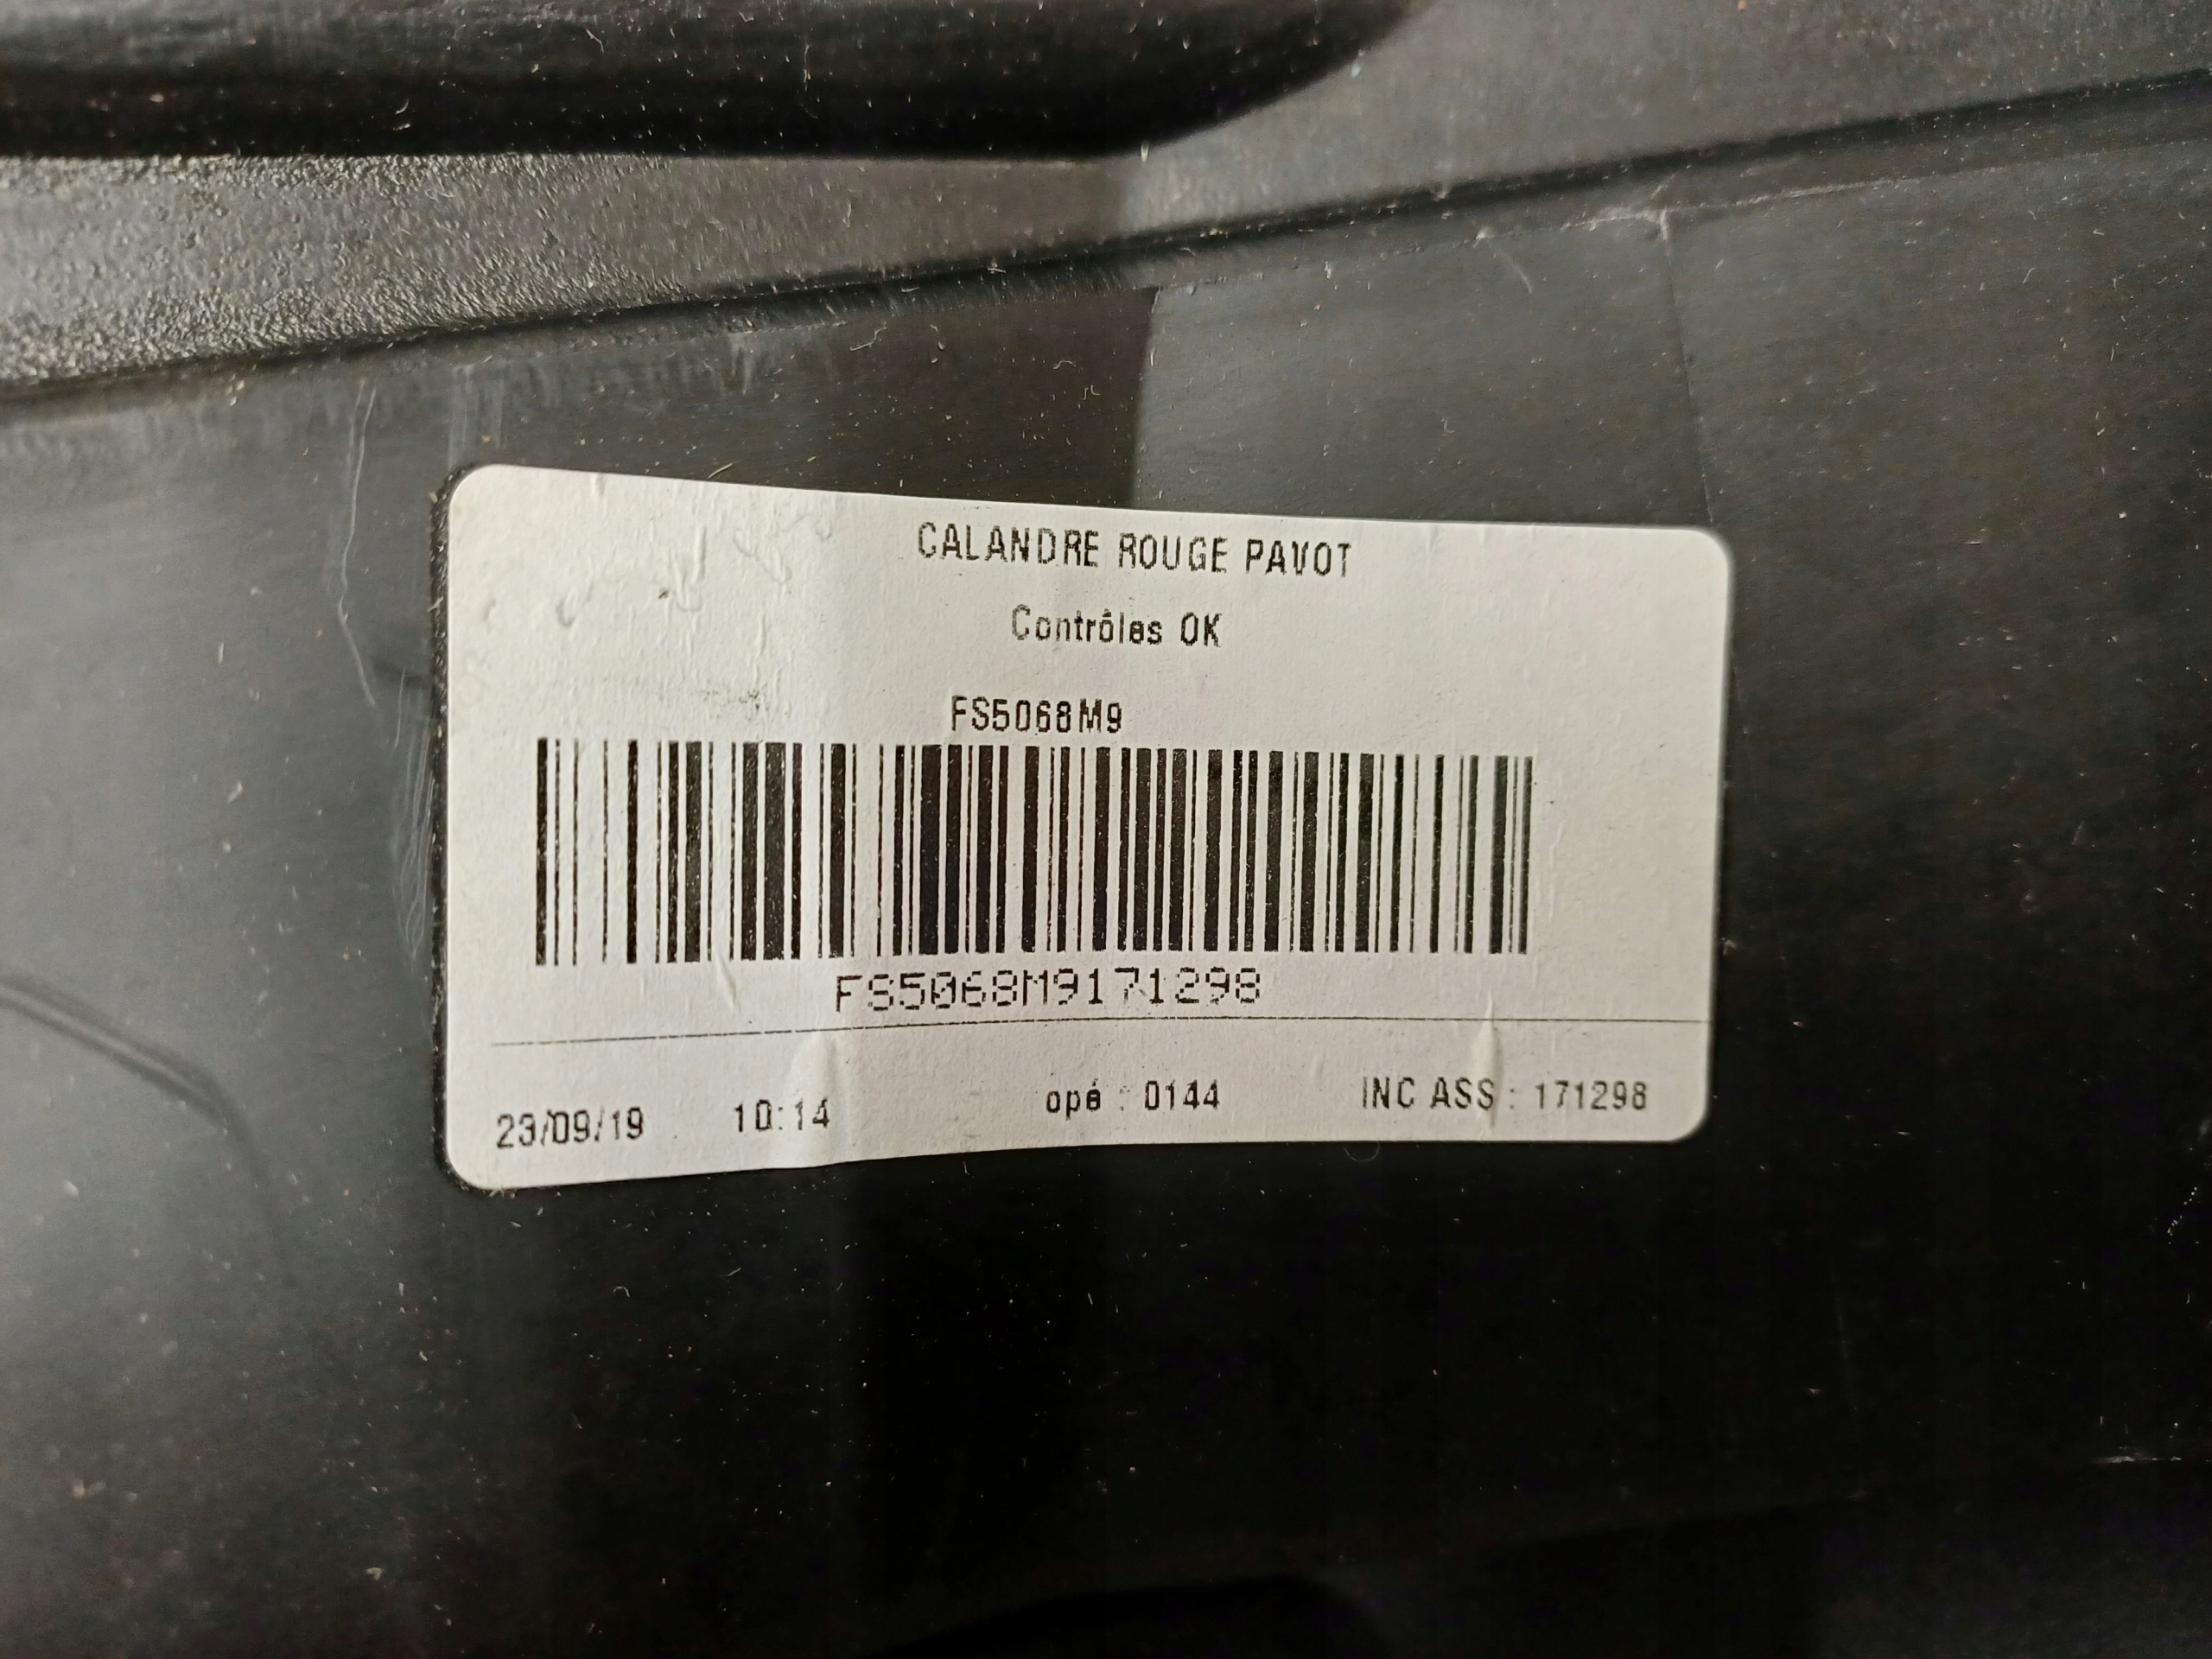 CALANDRE ROUGE PAVOT
Contrôles OK
FS5068M9
FS5068M9171298
23/09/19 10:14 opé : 0144 INC ASS : 171298